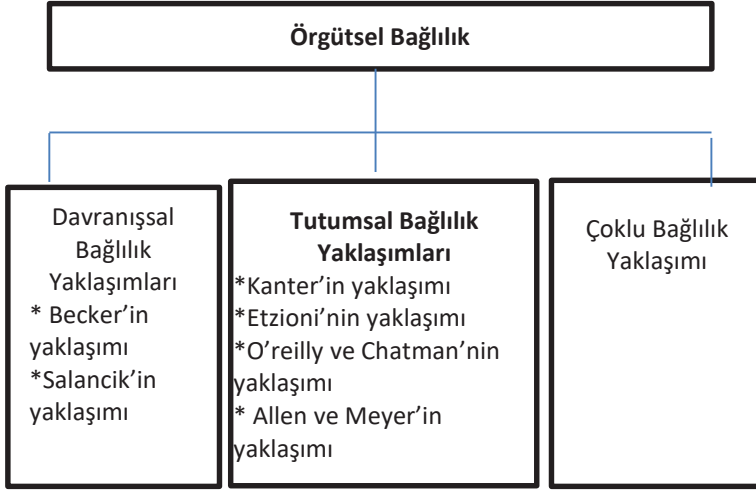 Örgütsel Bağlılık
Davranışsal
Bağlılık
Yaklaşımları
* Becker’in
yaklaşımı
*Salancik’in
yaklaşımı
Tutumsal Bağlılık
Yaklaşımları
*Kanter’in yaklaşımı
*Etzioni’nin yaklaşımı
*O’reilly ve Chatman’nin
yaklaşımı
* Allen ve Meyer’in
yaklaşımı
Çoklu Bağlılık
Yaklaşımı